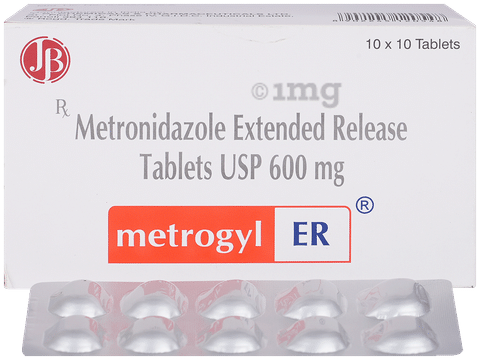 JB
10 x 10 Tablets
© 1mg
Rx
Metronidazole Extended Release
Tablets USP 600 mg
metrogyl ER ®